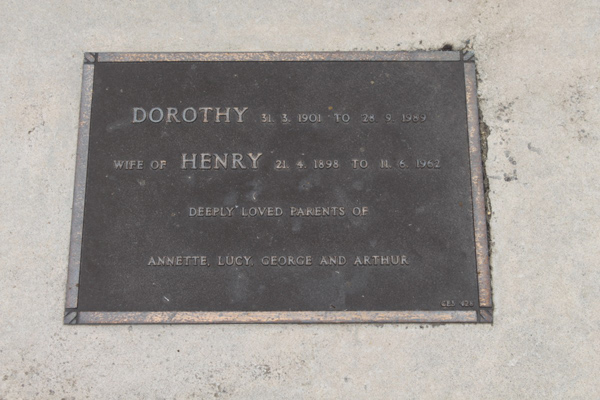 DOROTHY 31. 3. 1901 TO 28. 9. 1989
WIFE OF HENRY 21. 4. 1898 TO 11. 6. 1962
DEEPLY LOVED PARENTS OF
ANNETTE, LUCY, GEORGE AND ARTHUR